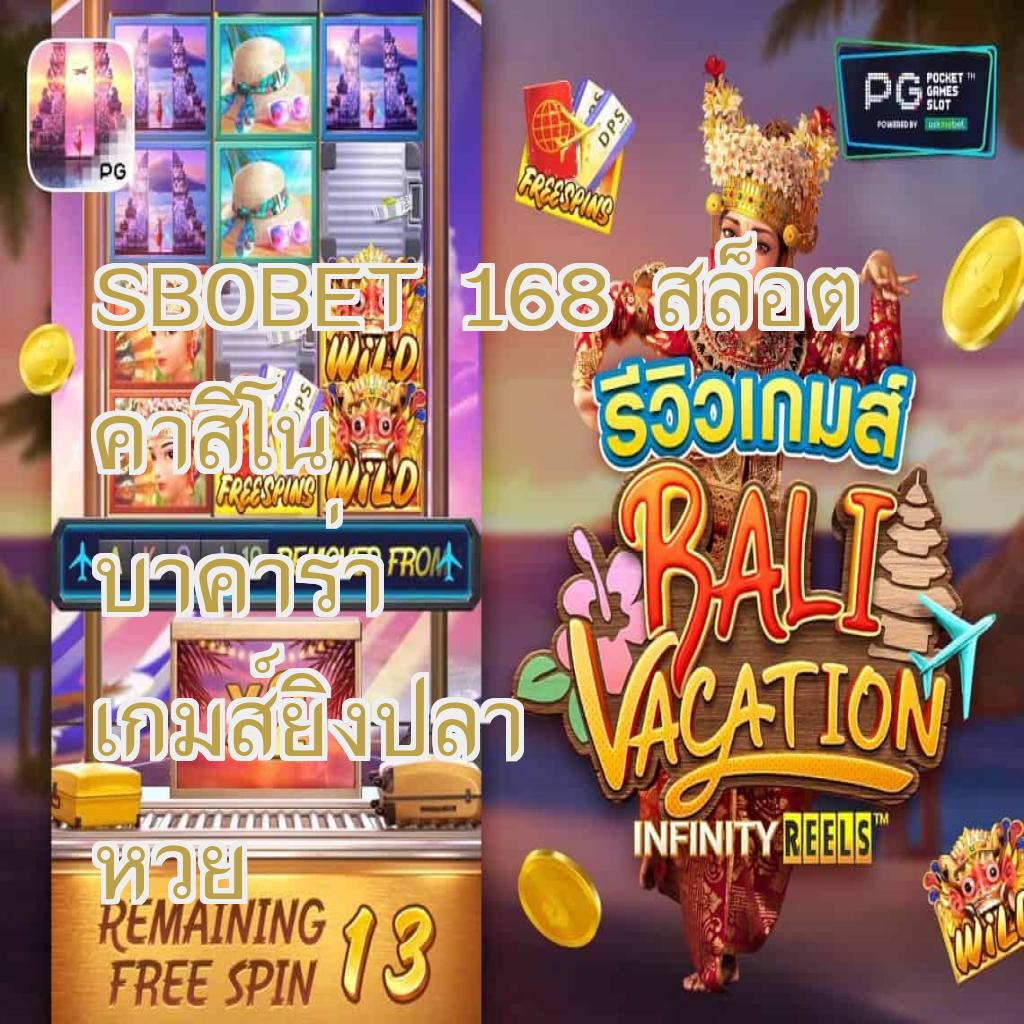 PG
PG POCKET GAMES SLOT™
POWERED BY askmebet
DPS
FREESPINS
SBOBET 168 สล็อต
WILD
รีวิวเกมส์
คาสิโน
FREESPINS
WILD
BALI
REMOVED FROM
บาคาร่า
VACATION
เกมส์ยิงปลา
INFINITY REELS™
หวย
REMAINING
FREE SPIN 13
WILD